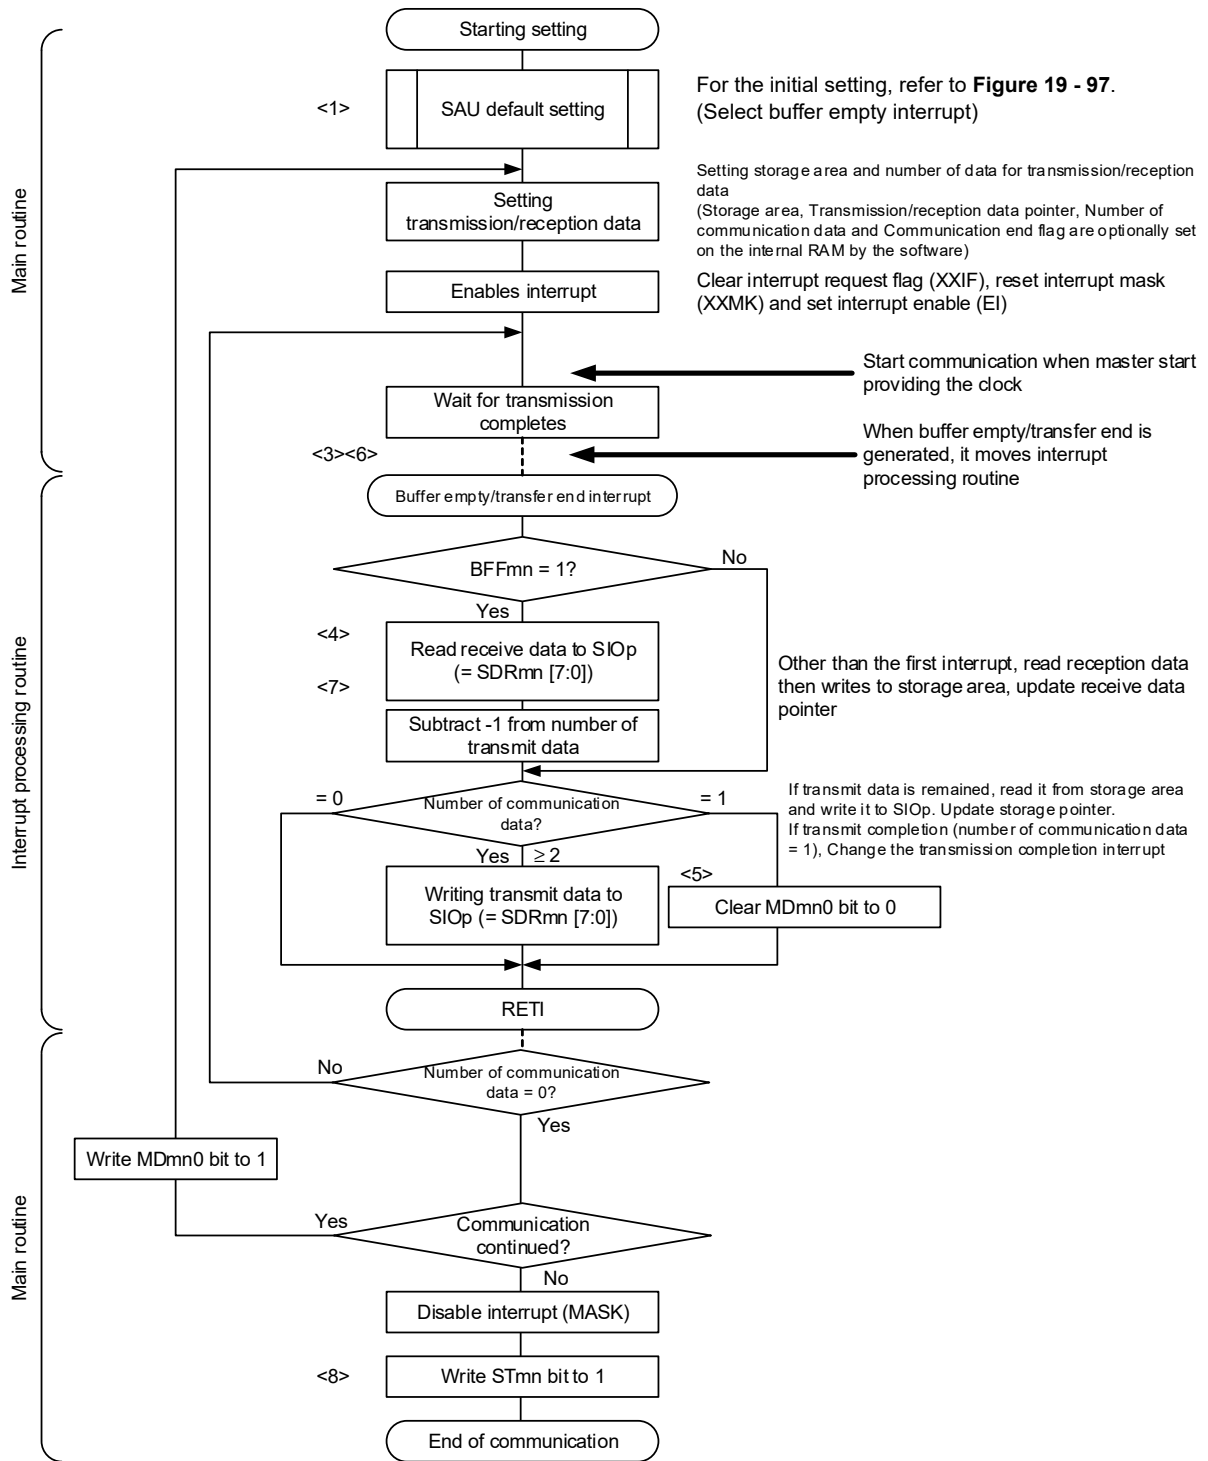 Starting setting
<1>
SAU default setting
For the initial setting, refer to Figure 19 - 97.
(Select buffer empty interrupt)
Main routine
Setting
transmission/reception data
Setting storage area and number of data for transmission/reception
data
(Storage area, Transmission/reception data pointer, Number of
communication data and Communication end flag are optionally set
on the internal RAM by the software)
Enables interrupt
Clear interrupt request flag (XXIF), reset interrupt mask
(XXMK) and set interrupt enable (EI)
Start communication when master start
providing the clock
Wait for transmission
completes
<3><6>
When buffer empty/transfer end is
generated, it moves interrupt
processing routine
Buffer empty/transfer end interrupt
Interrupt processing routine
BFFmn = 1?
No
Yes
<4>
Read receive data to SIOp
(= SDRmn [7:0])
<7>
Other than the first interrupt, read reception data
then writes to storage area, update receive data
pointer
Subtract -1 from number of
transmit data
= 0
Number of communication
data?
= 1
If transmit data is remained, read it from storage area
and write it to SIOp. Update storage pointer.
If transmit completion (number of communication data
= 1), Change the transmission completion interrupt
Yes ≥ 2
<5>
Writing transmit data to
SIOp (= SDRmn [7:0])
Clear MDmn0 bit to 0
RETI
No
Number of communication
data = 0?
Yes
Write MDmn0 bit to 1
Main routine
Yes
Communication
continued?
No
Disable interrupt (MASK)
<8>
Write STmn bit to 1
End of communication